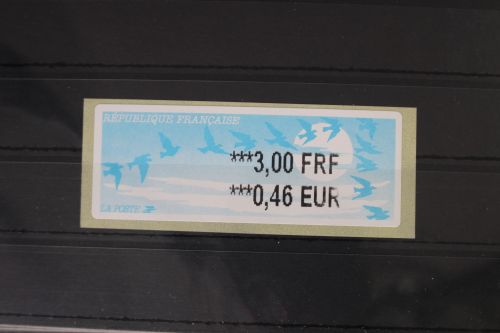 RÉPUBLIQUE FRANÇAISE
***3,00 FRF
***0,46 EUR
LA POSTE